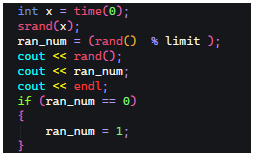 int x = time(0);
srand(x);
ran_num = (rand()  % limit );
cout << rand();
cout << ran_num;
cout << endl;
if (ran_num == 0)
{
    ran_num = 1;
}